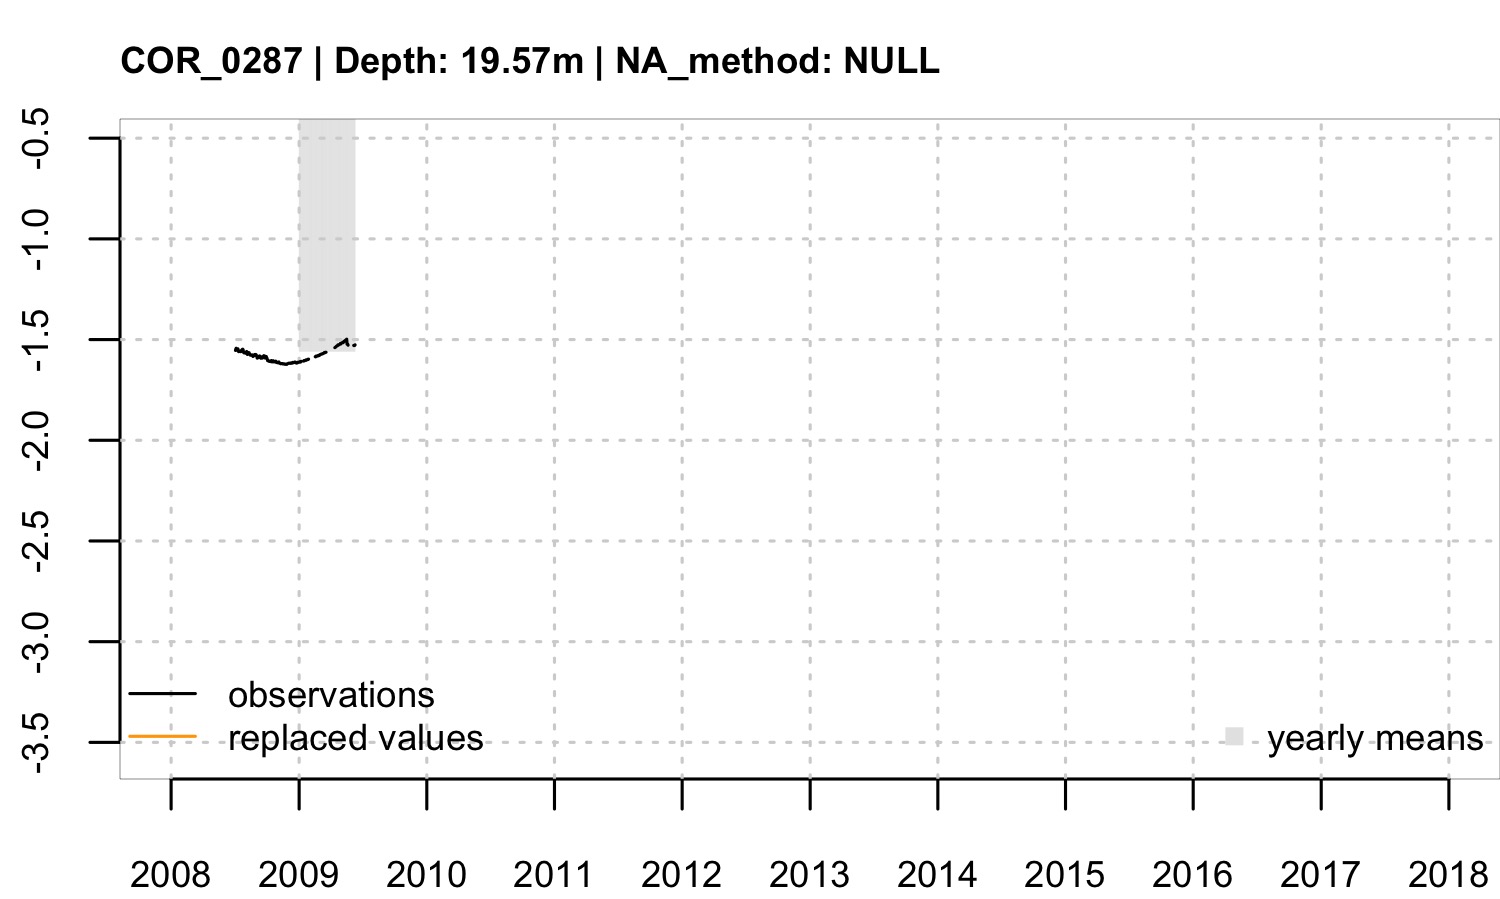 COR_0287 | Depth: 19.57m | NA_method: NULL
-0.5
-1.0
-1.5
-2.0
-2.5
-3.0
-3.5
observations
replaced values
yearly means
2008 2009 2010 2011 2012 2013 2014 2015 2016 2017 2018